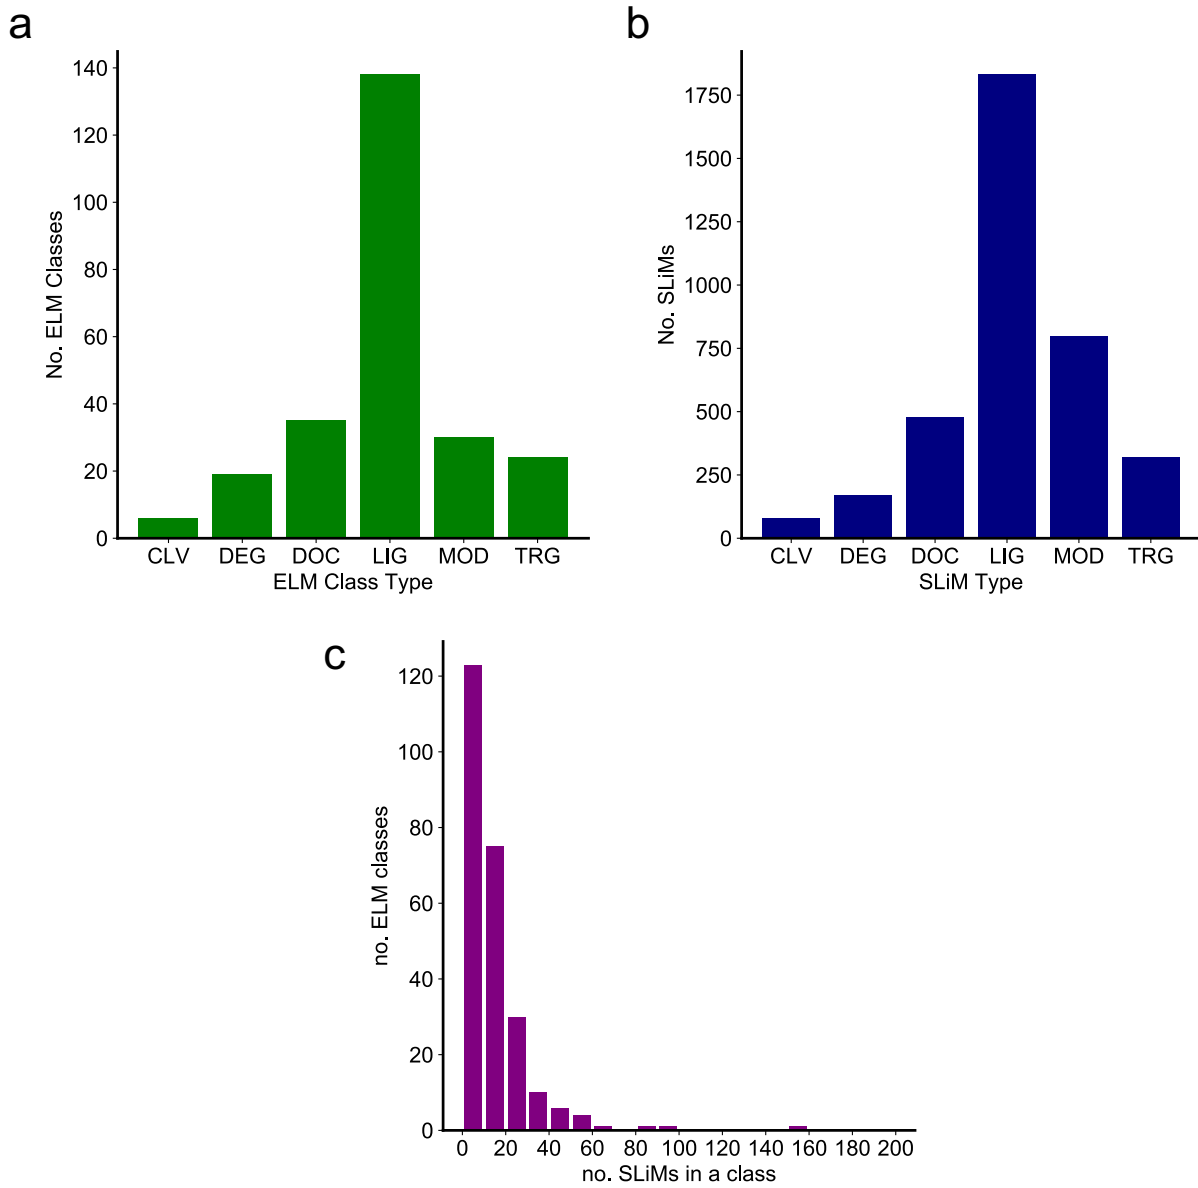 a
140
120
100
80
60
40
20
0
No. ELM Classes
CLV DEG DOC LIG MOD TRG
ELM Class Type
b
1750
1500
1250
1000
750
500
250
0
No. SLiMs
CLV DEG DOC LIG MOD TRG
SLiM Type
c
120
100
80
60
40
20
0
no. ELM classes
0 20 40 60 80 100 120 140 160 180 200
no. SLiMs in a class